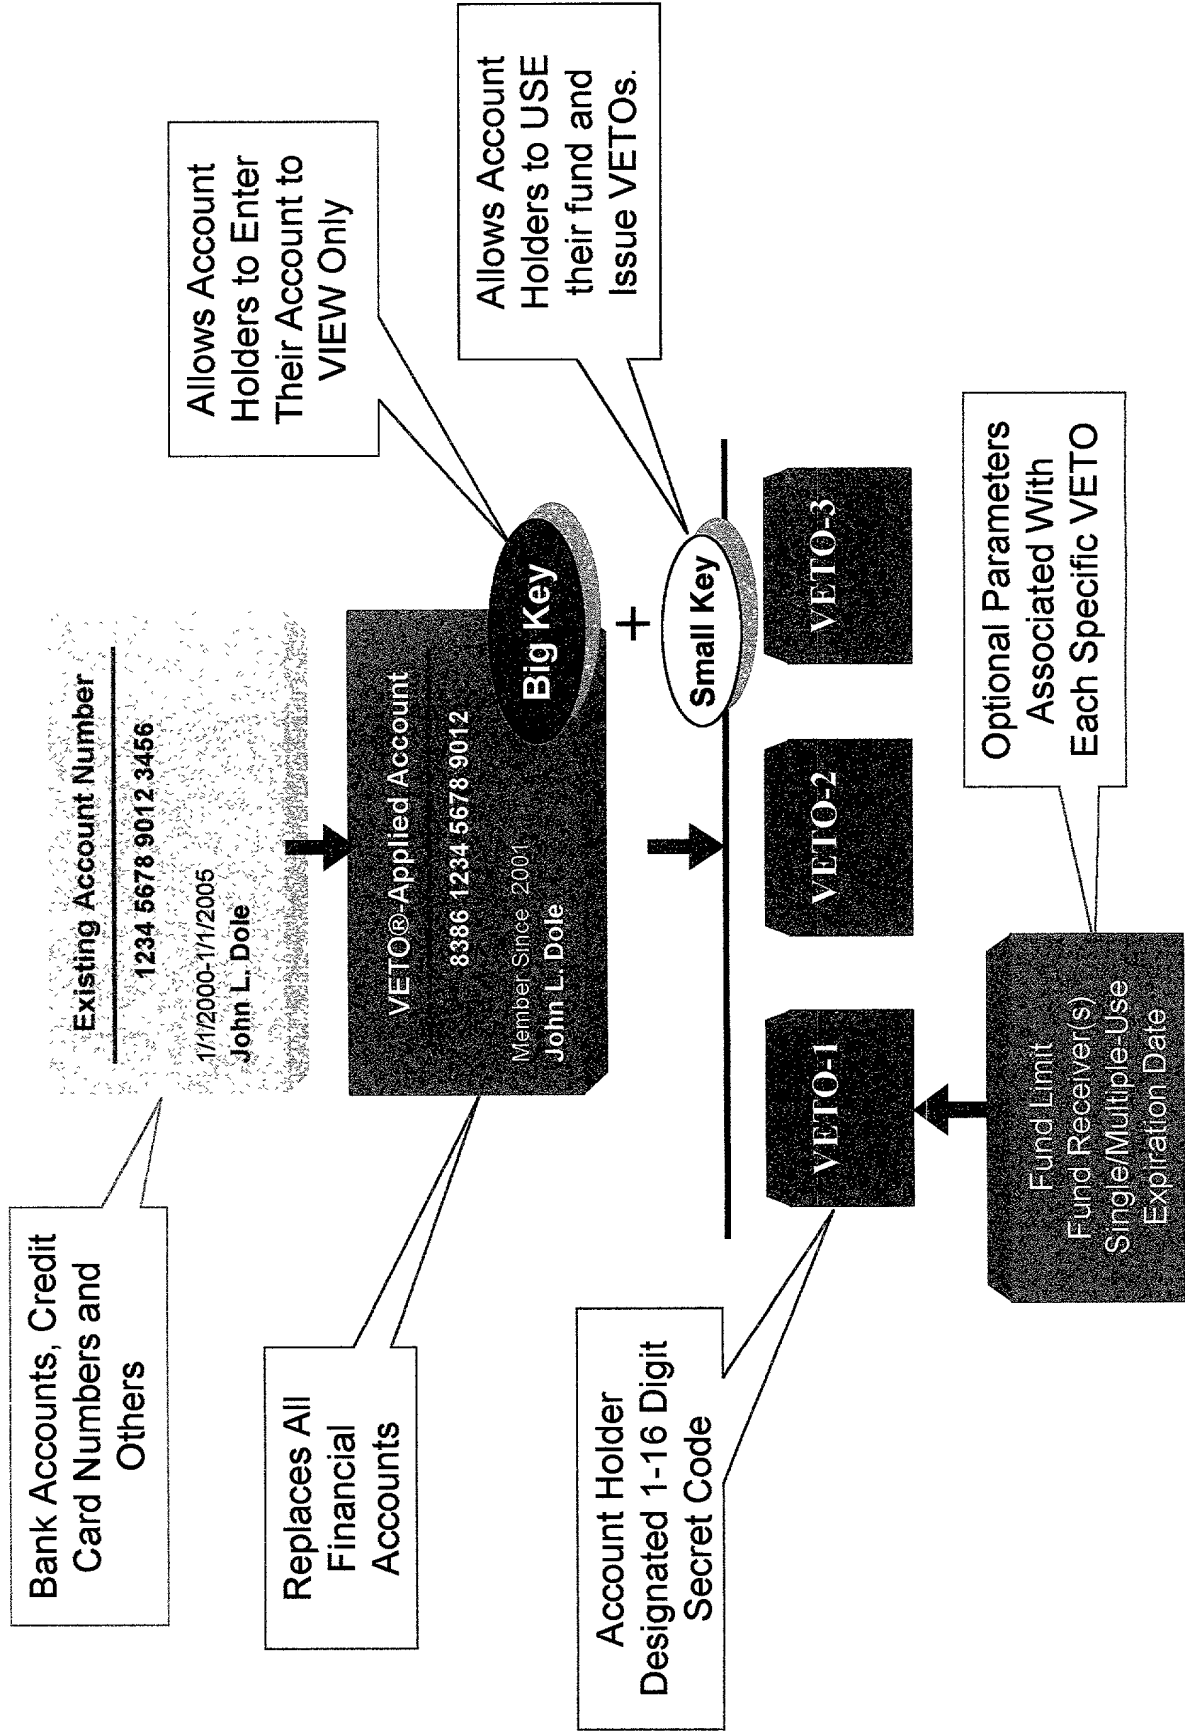 Bank Accounts, Credit
Card Numbers and
Others
Existing Account Number
1234 5678 9012 3456
1/1/2000-1/1/2005
John L. Dole
Allows Account
Holders to Enter
Their Account to
VIEW Only
Replaces All
Financial
Accounts
VETO®-Applied Account
8386 1234 5678 9012
Member Since 2001
John L. Dole
Big Key
+
Small Key
Allows Account
Holders to USE
their fund and
Issue VETOs.
Account Holder
Designated 1-16 Digit
Secret Code
VETO-1
VETO-2
VETO-3
Fund Limit
Fund Receiver(s)
Single/Multiple-Use
Expiration Date
Optional Parameters
Associated With
Each Specific VETO